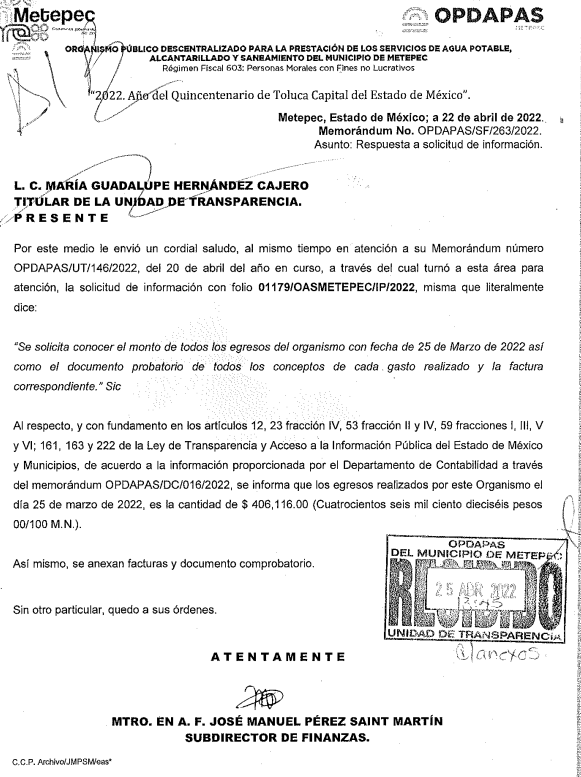 Metepec
OPDAPAS
METEPEC
ORGANISMO PÚBLICO DESCENTRALIZADO PARA LA PRESTACIÓN DE LOS SERVICIOS DE AGUA POTABLE,
ALCANTARILLADO Y SANEAMIENTO DEL MUNICIPIO DE METEPEC
Régimen Fiscal 603: Personas Morales con Fines no Lucrativos
"2022. Año del Quincentenario de Toluca Capital del Estado de México".
Metepec, Estado de México; a 22 de abril de 2022.
Memorándum No. OPDAPAS/SF/263/2022.
Asunto: Respuesta a solicitud de información.
L. C. MARÍA GUADALUPE HERNÁNDEZ CAJERO
TITULAR DE LA UNIDAD DE TRANSPARENCIA.
P R E S E N T E
Por este medio le envió un cordial saludo, al mismo tiempo en atención a su Memorándum número
OPDAPAS/UT/146/2022, del 20 de abril del año en curso, a través del cual turnó a esta área para
atención, la solicitud de información con folio 01179/OASMETEPEC/IP/2022, misma que literalmente
dice:
"Se solicita conocer el monto de todos los egresos del organismo con fecha de 25 de Marzo de 2022 así
como el documento probatorio de todos los conceptos de cada gasto realizado y la factura
correspondiente." Sic
Al respecto, y con fundamento en los artículos 12, 23 fracción IV, 53 fracción II y IV, 59 fracciones I, III, V
y VI; 161, 163 y 222 de la Ley de Transparencia y Acceso a la Información Pública del Estado de México
y Municipios, de acuerdo a la información proporcionada por el Departamento de Contabilidad a través
del memorándum OPDAPAS/DC/016/2022, se informa que los egresos realizados por este Organismo el
día 25 de marzo de 2022, es la cantidad de $ 406,116.00 (Cuatrocientos seis mil ciento dieciséis pesos
00/100 M.N.).
Así mismo, se anexan facturas y documento comprobatorio.
Sin otro particular, quedo a sus órdenes.
OPDAPAS
DEL MUNICIPIO DE METEPEC
RECIBIDO
25 ABR 2022
UNIDAD DE TRANSPARENCIA
anexos
A T E N T A M E N T E
MTRO. EN A. F. JOSÉ MANUEL PÉREZ SAINT MARTÍN
SUBDIRECTOR DE FINANZAS.
C.C.P. Archivo/JMPSM/eas*